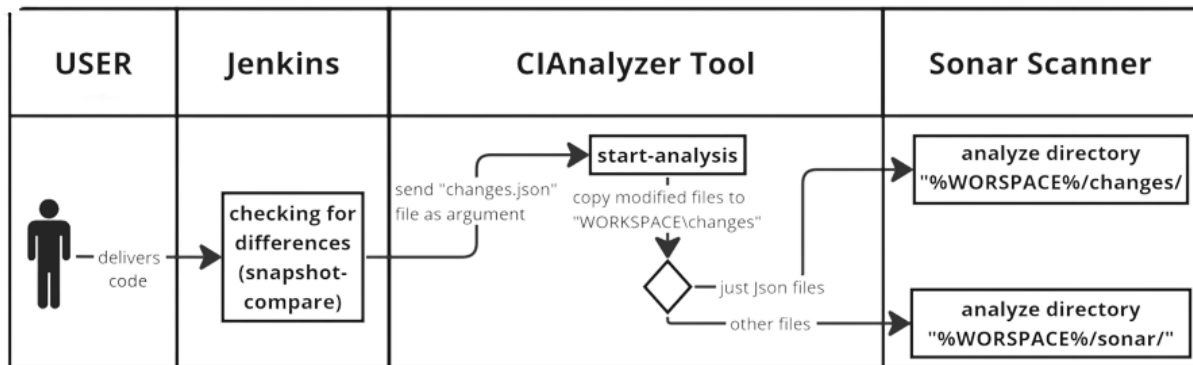 USER
Jenkins
CIAnalyzer Tool
Sonar Scanner
delivers
code
checking for
differences
(snapshot-
compare)
send "changes.json"
file as argument
start-analysis
copy modified files to
"WORKSPACE\changes"
just Json files
other files
analyze directory
"%WORSPACE%/changes/
analyze directory
"%WORSPACE%/sonar/"